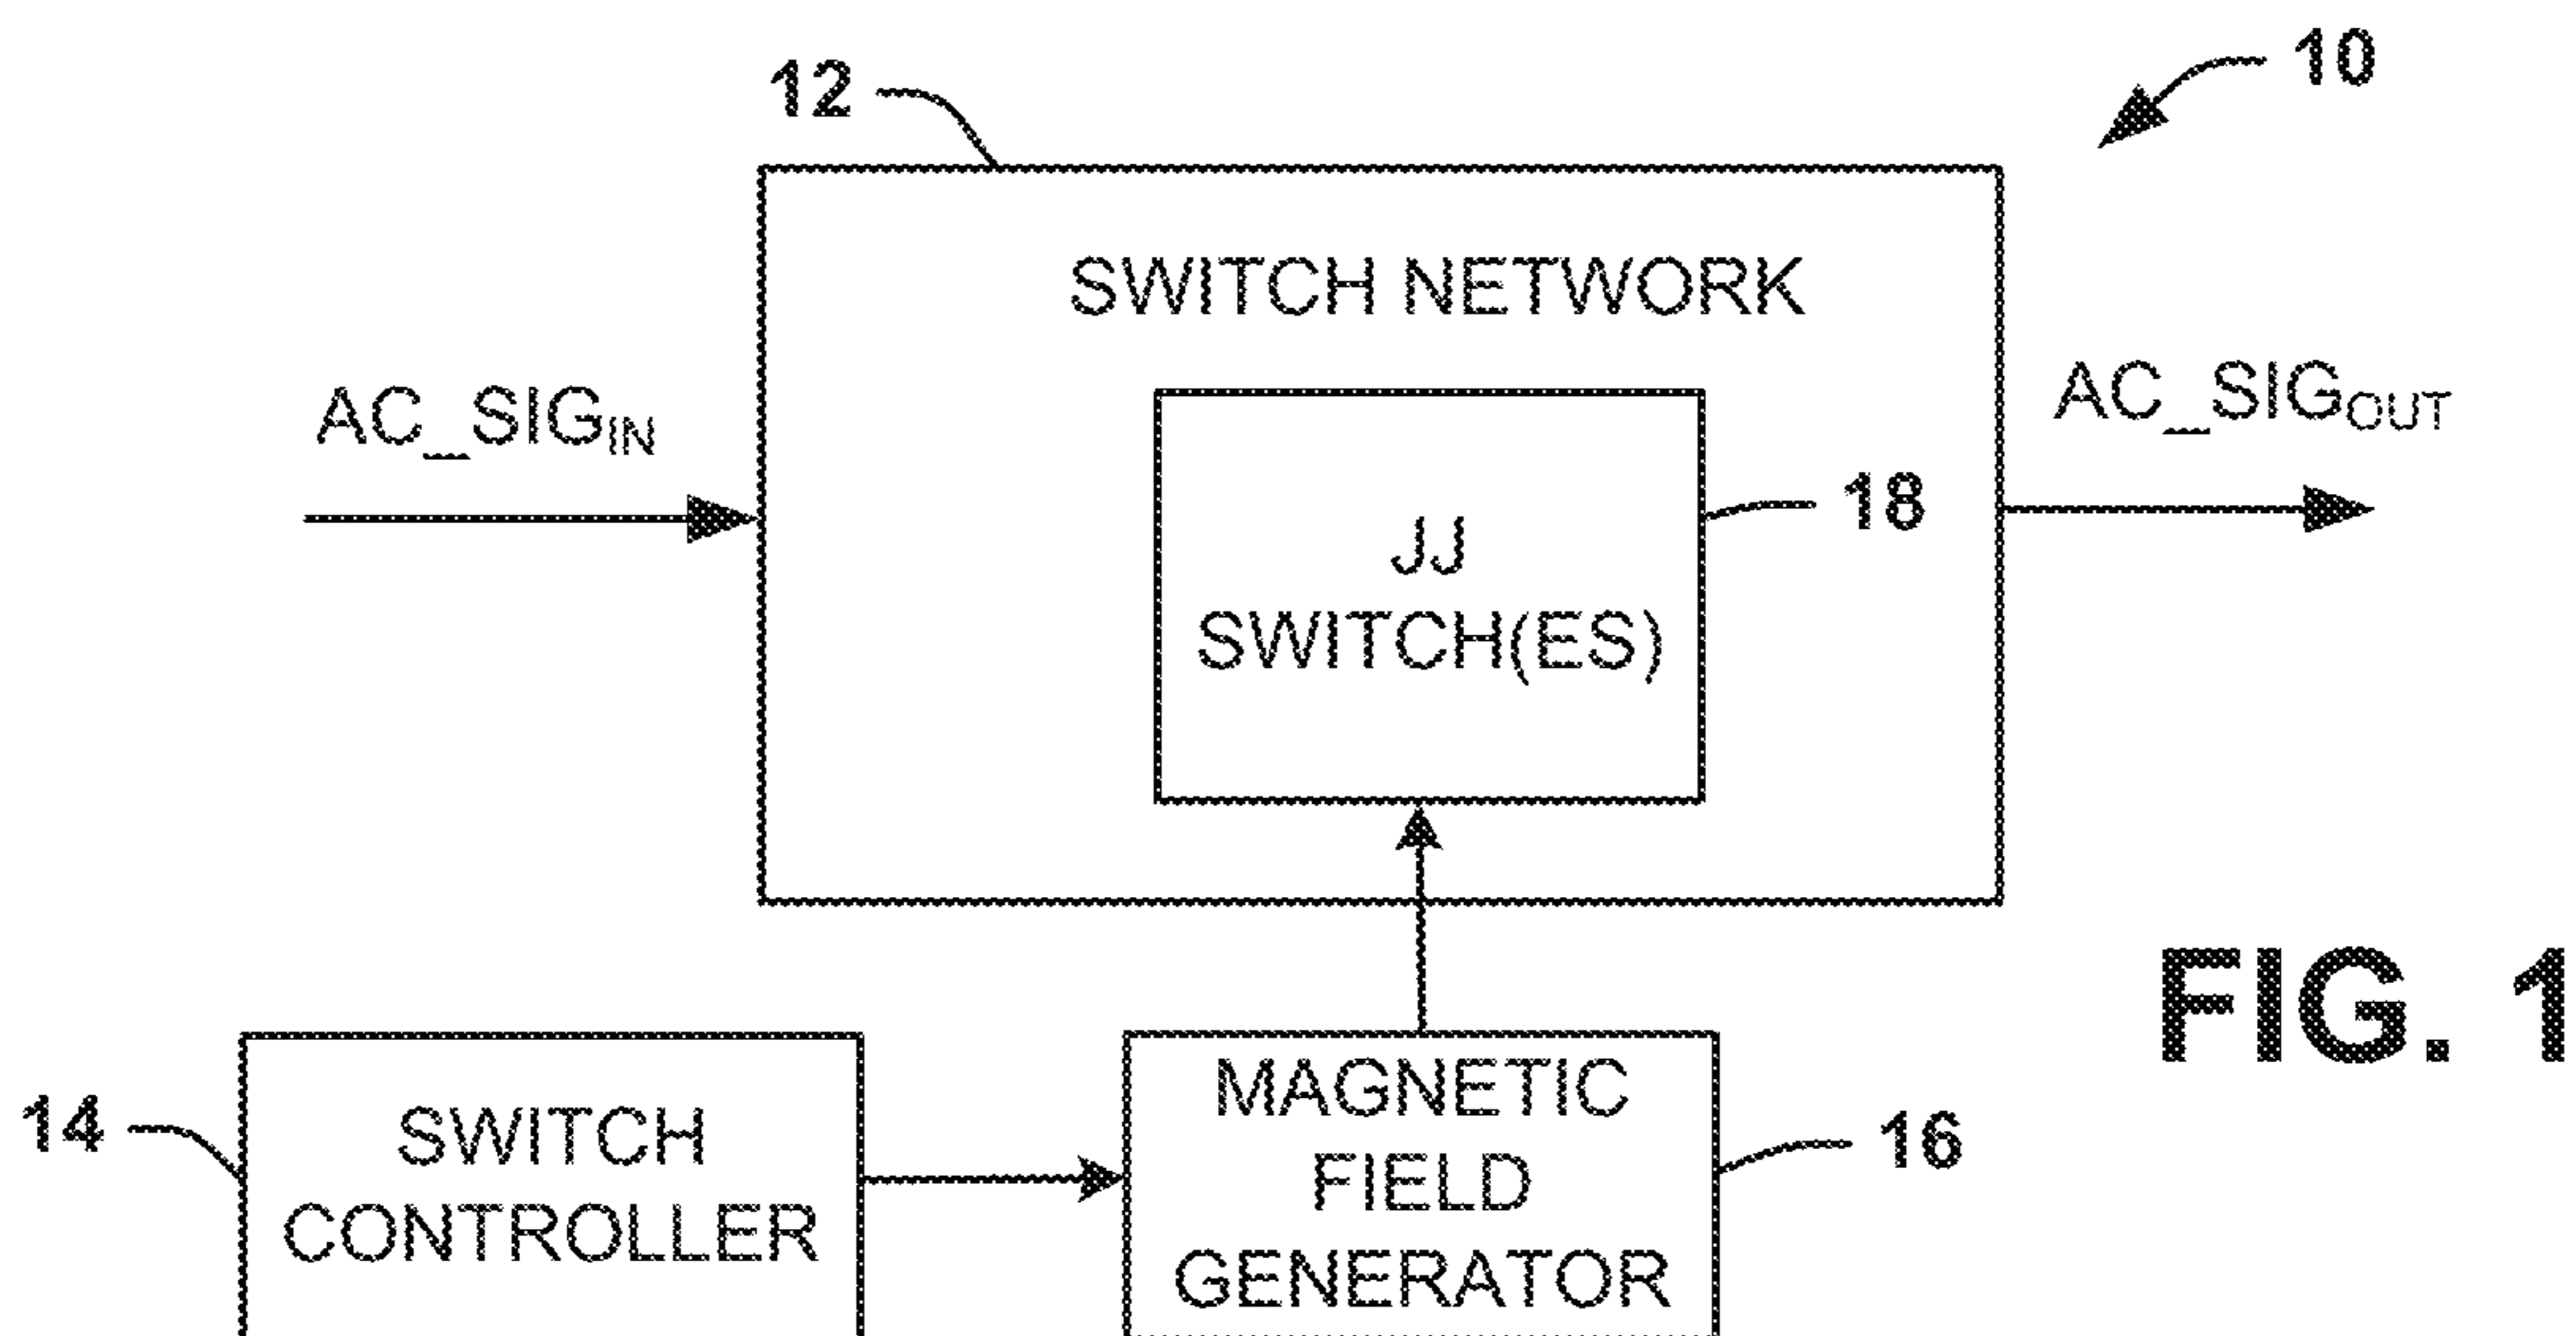 10
12
SWITCH NETWORK
AC_SIGIN
AC_SIGOUT
18
JJ
SWITCH(ES)
FIG. 1
14
SWITCH
CONTROLLER
MAGNETIC
FIELD
GENERATOR
16